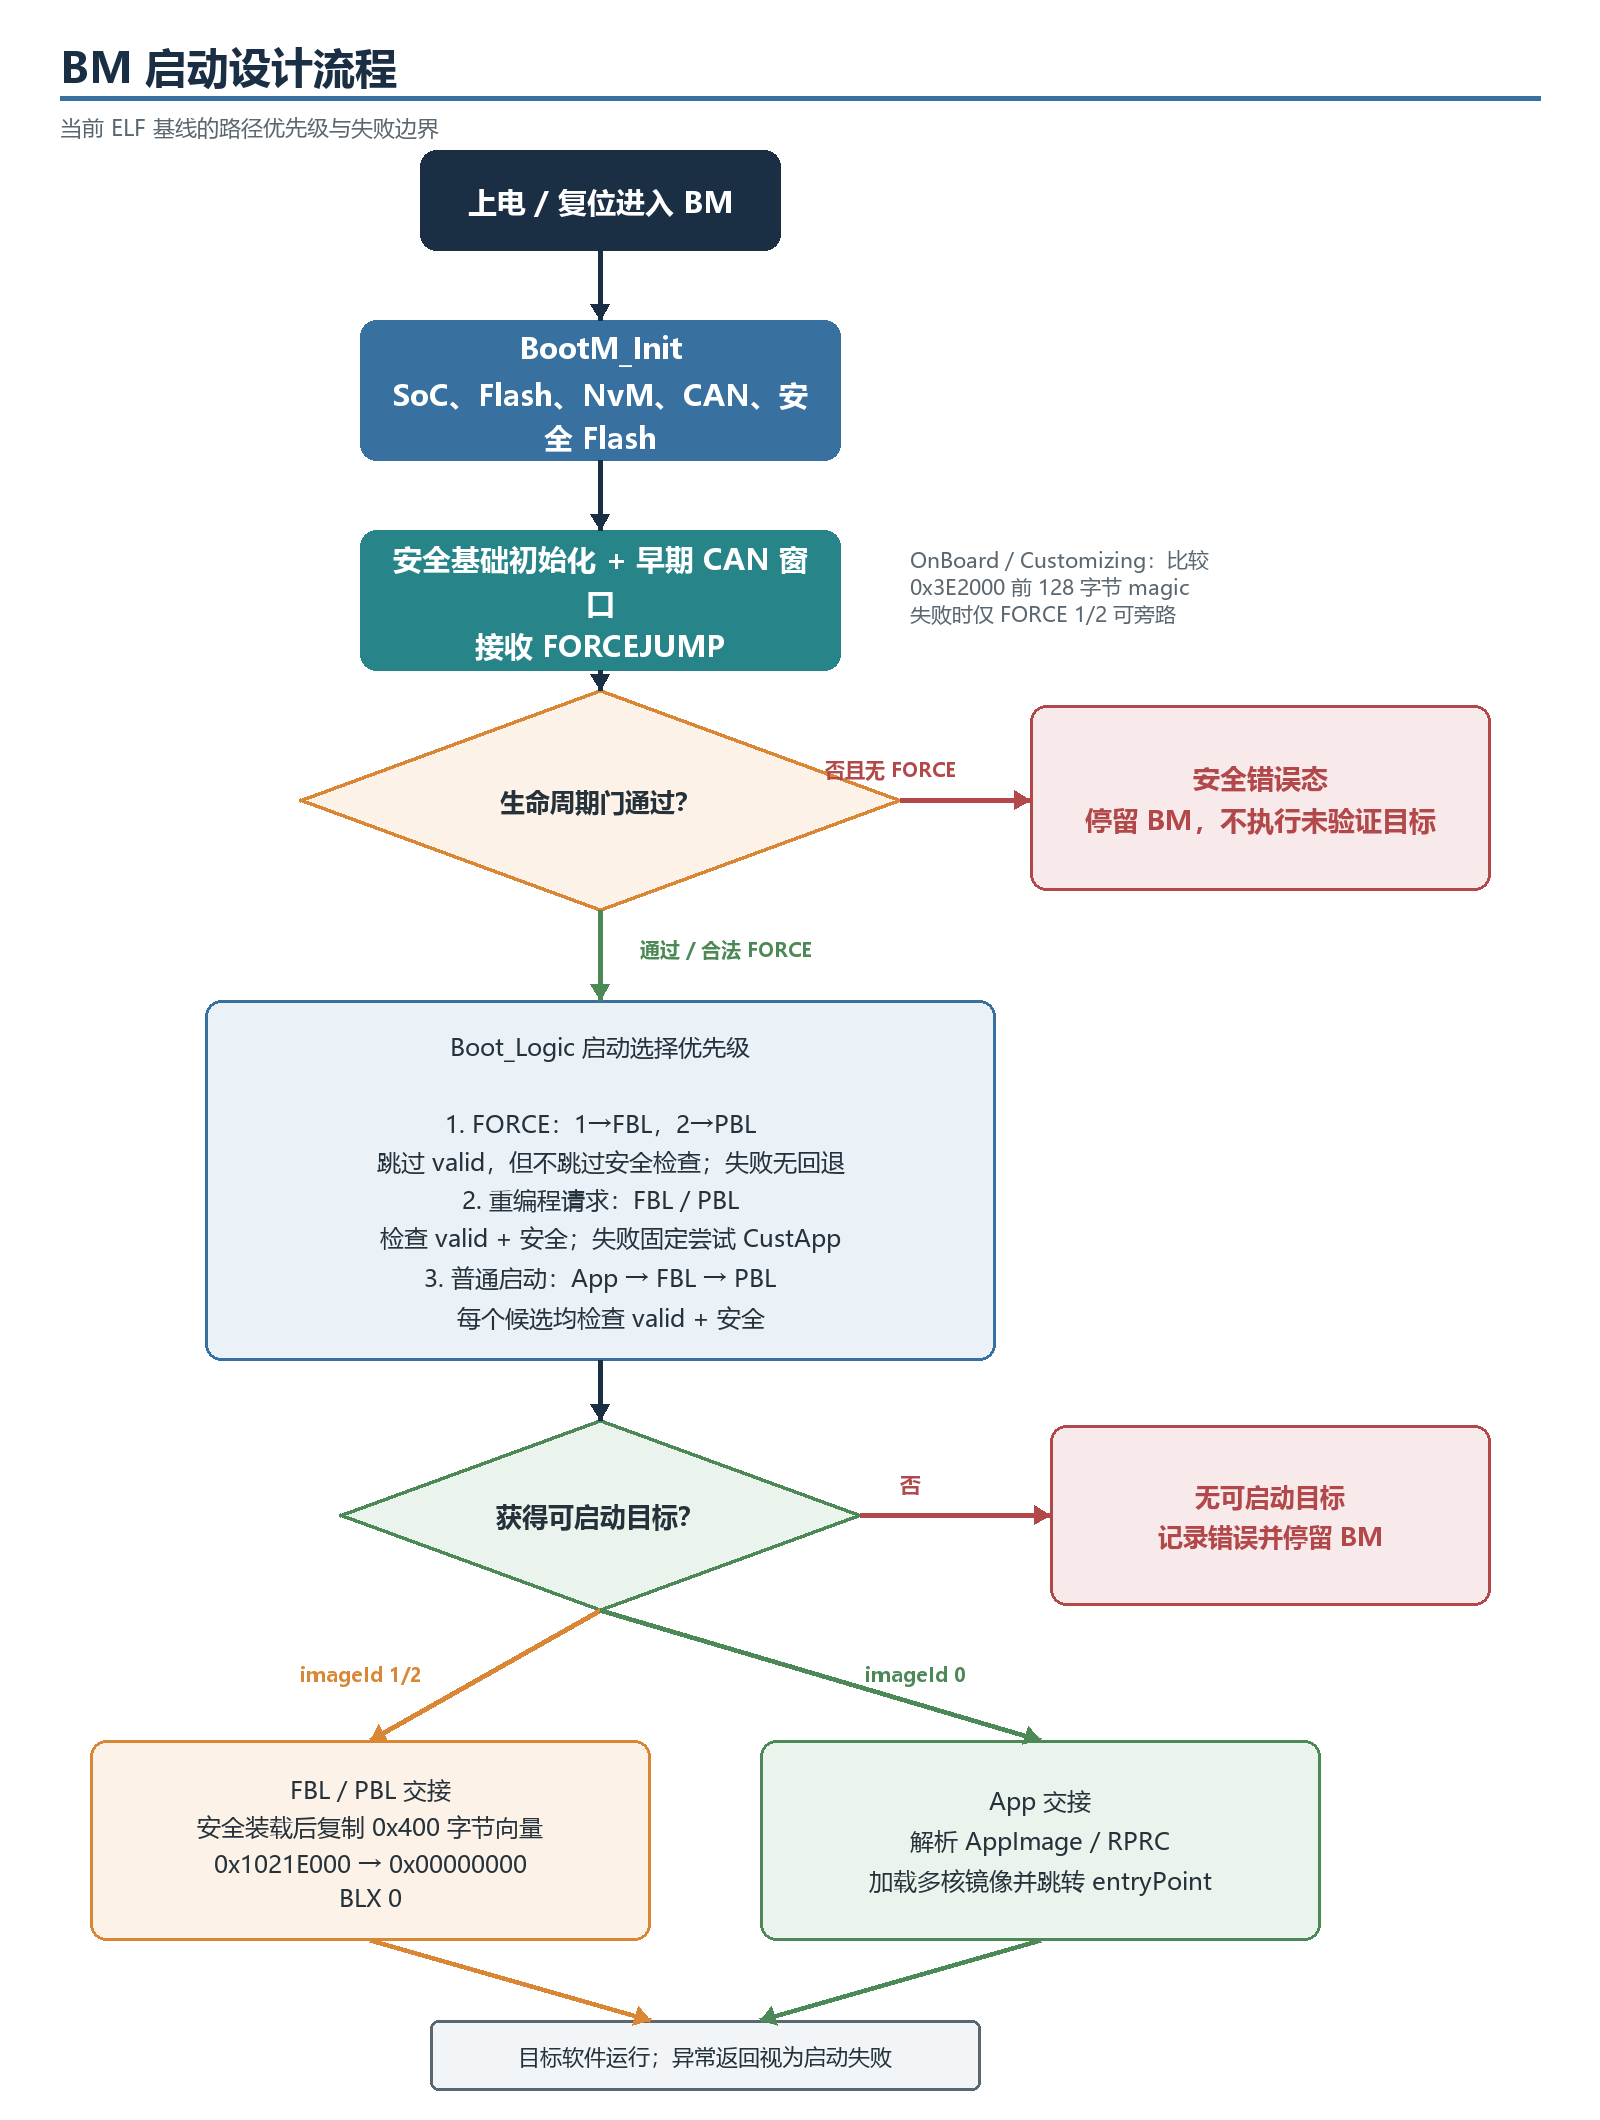 BM 启动设计流程
当前 ELF 基线的路径优先级与失败边界
上电 / 复位进入 BM
BootM_Init
SoC、Flash、NvM、CAN、安
全 Flash
安全基础初始化 + 早期 CAN 窗
口
接收 FORCEJUMP
OnBoard / Customizing：比较
0x3E2000 前 128 字节 magic
失败时仅 FORCE 1/2 可旁路
生命周期门通过？
否且无 FORCE
安全错误态
停留 BM，不执行未验证目标
通过 / 合法 FORCE
Boot_Logic 启动选择优先级
1. FORCE：1→FBL，2→PBL
跳过 valid，但不跳过安全检查；失败无回退
2. 重编程请求：FBL / PBL
检查 valid + 安全；失败固定尝试 CustApp
3. 普通启动：App → FBL → PBL
每个候选均检查 valid + 安全
获得可启动目标？
否
无可启动目标
记录错误并停留 BM
imageId 1/2
imageId 0
FBL / PBL 交接
安全装载后复制 0x400 字节向量
0x1021E000 → 0x00000000
BLX 0
App 交接
解析 AppImage / RPRC
加载多核镜像并跳转 entryPoint
目标软件运行；异常返回视为启动失败